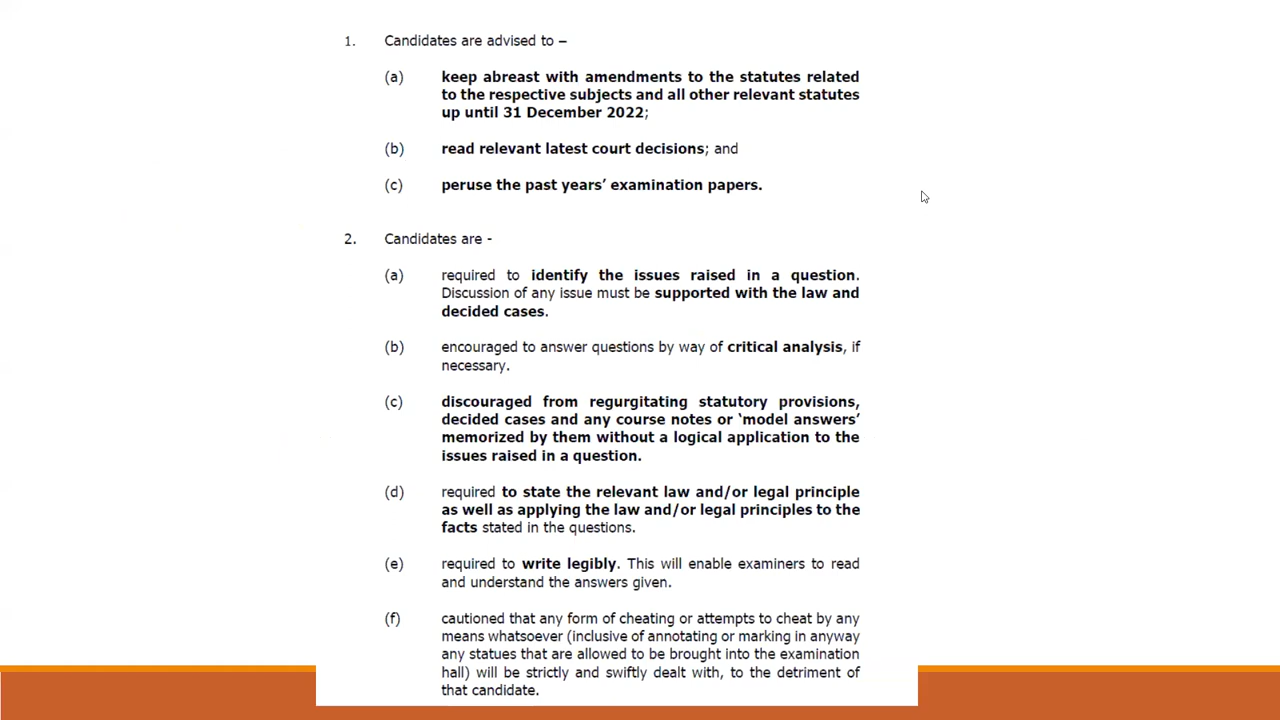 1. Candidates are advised to –
(a) keep abreast with amendments to the statutes related
to the respective subjects and all other relevant statutes
up until 31 December 2022;
(b) read relevant latest court decisions; and
(c) peruse the past years’ examination papers.
2. Candidates are -
(a) required to identify the issues raised in a question.
Discussion of any issue must be supported with the law and
decided cases.
(b) encouraged to answer questions by way of critical analysis, if
necessary.
(c) discouraged from regurgitating statutory provisions,
decided cases and any course notes or ‘model answers’
memorized by them without a logical application to the
issues raised in a question.
(d) required to state the relevant law and/or legal principle
as well as applying the law and/or legal principles to the
facts stated in the questions.
(e) required to write legibly. This will enable examiners to read
and understand the answers given.
(f) cautioned that any form of cheating or attempts to cheat by any
means whatsoever (inclusive of annotating or marking in anyway
any statues that are allowed to be brought into the examination
hall) will be strictly and swiftly dealt with, to the detriment of
that candidate.